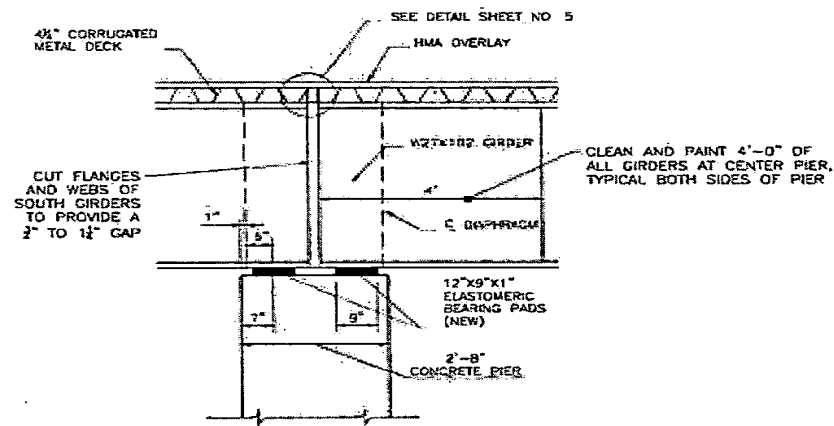 SEE DETAIL SHEET NO 5
4½" CORRUGATED
METAL DECK
HMA OVERLAY
W27X102 GIRDER
CLEAN AND PAINT 4'-0" OF
ALL GIRDERS AT CENTER PIER,
TYPICAL BOTH SIDES OF PIER
CUT FLANGES
AND WEBS OF
SOUTH GIRDERS
TO PROVIDE A
TO 1¼" GAP
4'
DIAPHRAGM
1"
5"
12"X9"X1"
ELASTOMERIC
BEARING PADS
(NEW)
7"
9"
2'-8"
CONCRETE PIER